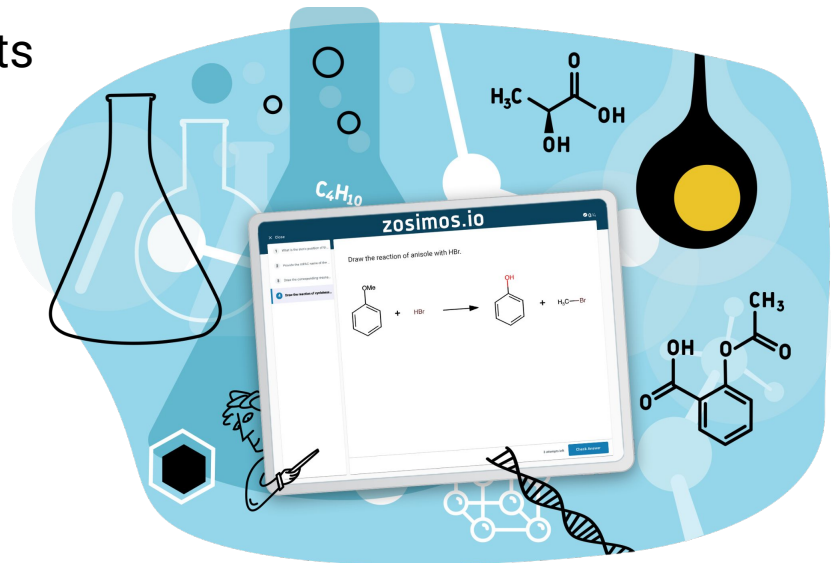 ts
H₃C
O
OH
OH
C₄H₁₀
zosimos.io
Close
Draw the reaction of anisole with HBr.
OMe
+
HBr
OH
+
H₃C—Br
CH₃
OH
O
O
O
Check Answer